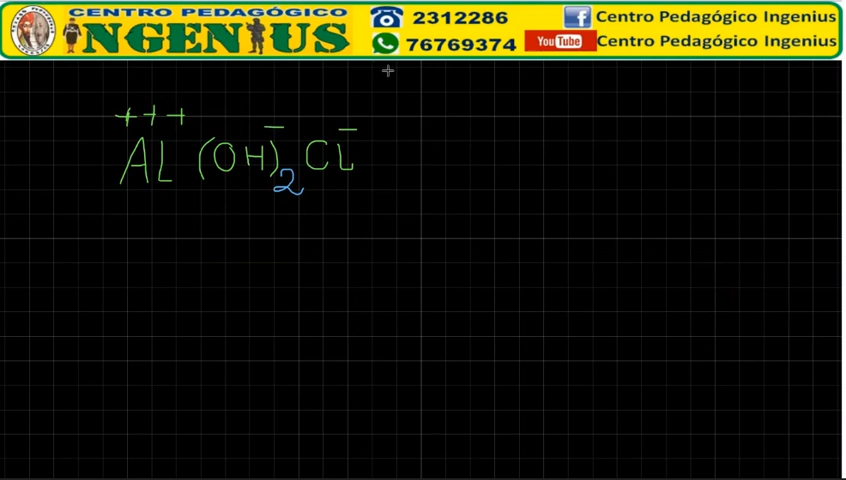 CENTRO PEDAGÓGICO
INGENIUS
2312286
76769374
f Centro Pedagógico Ingenius
YouTube Centro Pedagógico Ingenius
+ + + − −
AL (OH)2 CL